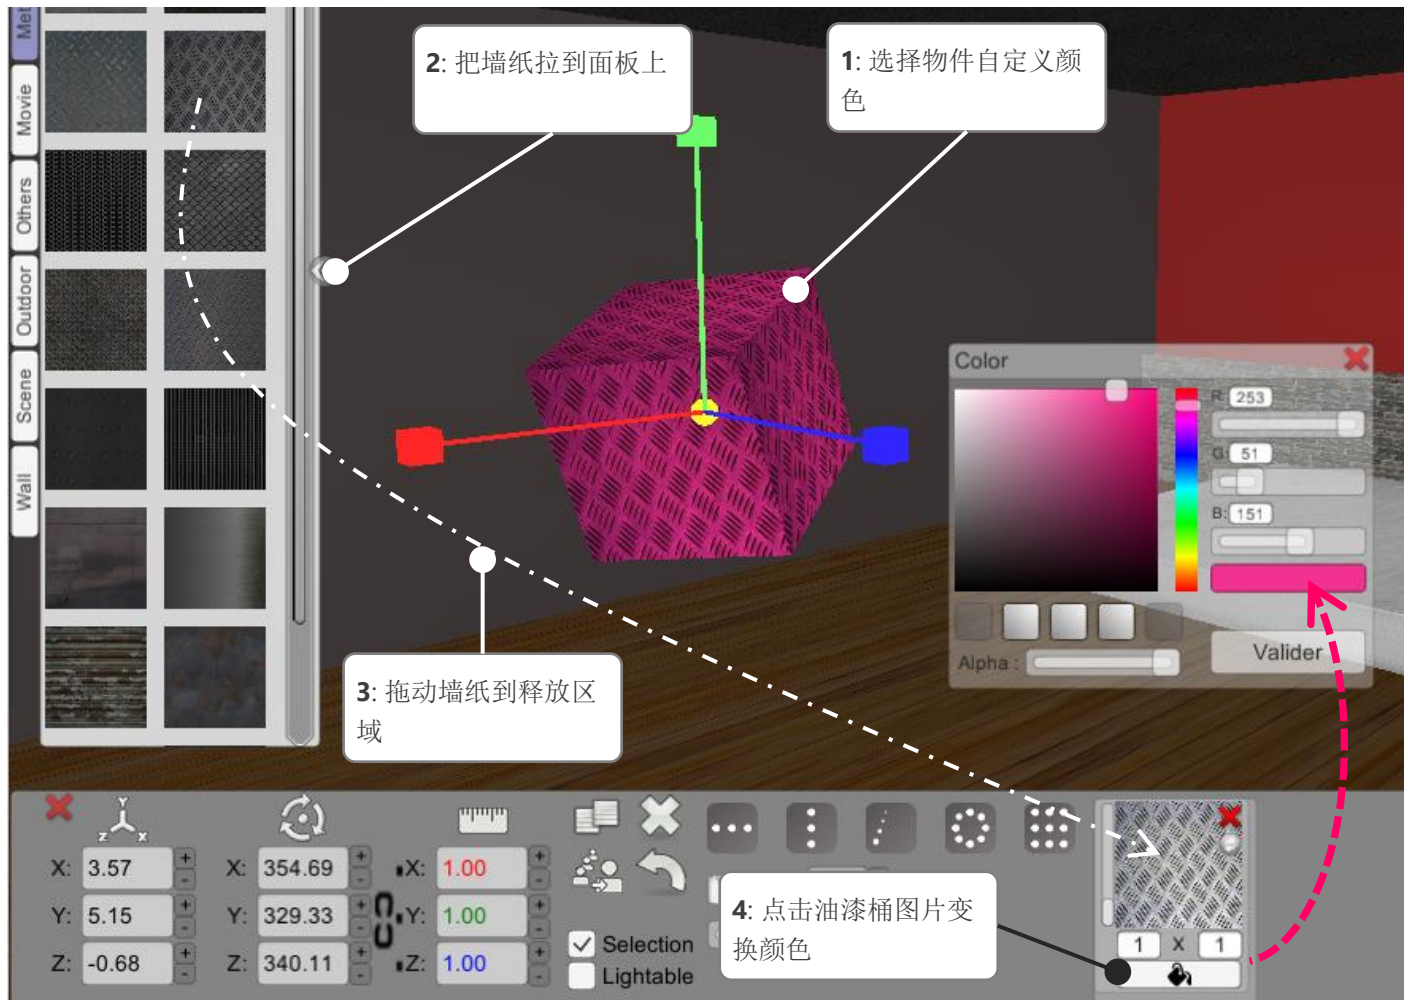 Met
Movie
Others
Outdoor
Scene
Wall
2: 把墙纸拉到面板上
1: 选择物件自定义颜
色
Color
R: 253
G: 51
B: 151
Alpha :
Valider
3: 拖动墙纸到释放区
域
Y
Z X
X: 3.57 + -
Y: 5.15 + -
Z: -0.68 + -
X: 354.69 + -
Y: 329.33 + -
Z: 340.11 + -
X: 1.00 + -
Y: 1.00 + -
Z: 1.00 + -
Selection
Lightable
4: 点击油漆桶图片变
换颜色
1 X 1